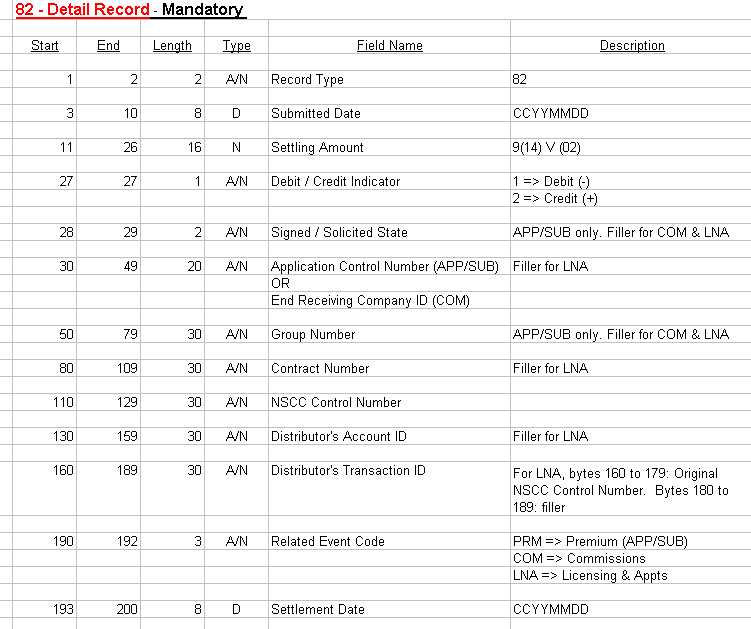 82 - Detail Record - Mandatory
Start End Length Type Field Name Description
1 2 2 A/N Record Type 82
3 10 8 D Submitted Date CCYYMMDD
11 26 16 N Settling Amount 9(14) V (02)
27 27 1 A/N Debit / Credit Indicator 1 => Debit (-)
2 => Credit (+)
28 29 2 A/N Signed / Solicited State APP/SUB only. Filler for COM & LNA
30 49 20 A/N Application Control Number (APP/SUB) Filler for LNA
OR
End Receiving Company ID (COM)
50 79 30 A/N Group Number APP/SUB only. Filler for COM & LNA
80 109 30 A/N Contract Number Filler for LNA
110 129 30 A/N NSCC Control Number
130 159 30 A/N Distributor's Account ID Filler for LNA
160 189 30 A/N Distributor's Transaction ID For LNA, bytes 160 to 179: Original
NSCC Control Number. Bytes 180 to
189: filler
190 192 3 A/N Related Event Code PRM => Premium (APP/SUB)
COM => Commissions
LNA => Licensing & Appts
193 200 8 D Settlement Date CCYYMMDD